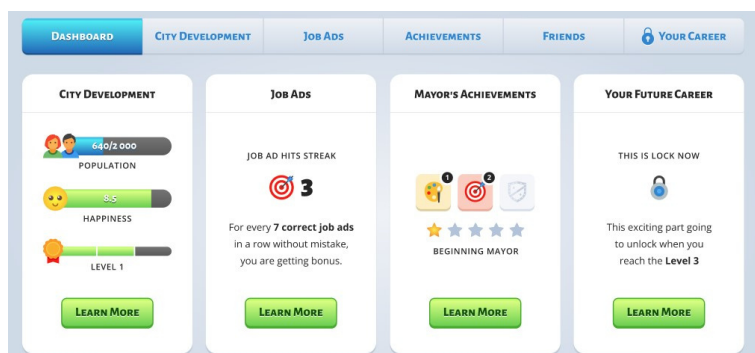 Dashboard
City Development
Job Ads
Achievements
Friends
Your Career
City Development
640/2 000
POPULATION
8.5
HAPPINESS
LEVEL 1
Learn More
Job Ads
JOB AD HITS STREAK
3
For every 7 correct job ads
in a row without mistake,
you are getting bonus.
Learn More
Mayor's Achievements
1
2
BEGINNING MAYOR
Learn More
Your Future Career
THIS IS LOCK NOW
This exciting part going
to unlock when you
reach the Level 3
Learn More